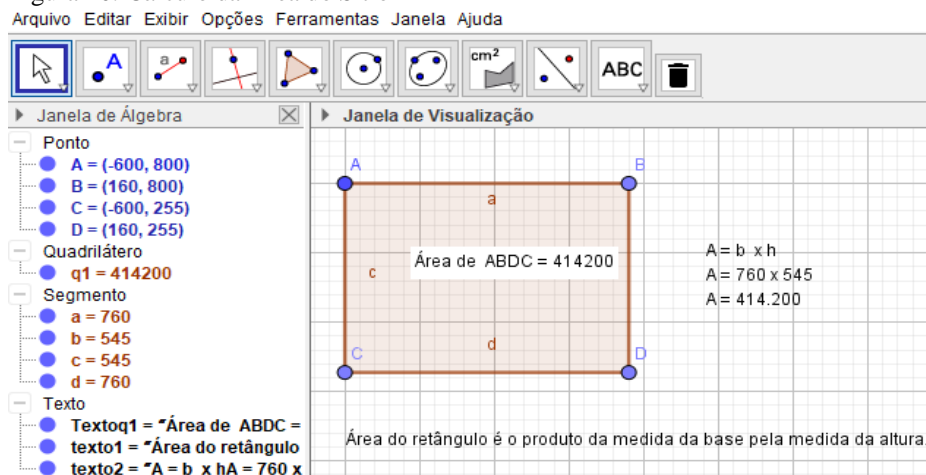 Arquivo Editar Exibir Opções Ferramentas Janela Ajuda
A
a
cm²
ABC
Janela de Álgebra
Janela de Visualização
Ponto
A = (-600, 800)
B = (160, 800)
C = (-600, 255)
D = (160, 255)
Quadrilátero
q1 = 414200
Segmento
a = 760
b = 545
c = 545
d = 760
Texto
Textoq1 = "Área de ABDC =
texto1 = "Área do retângulo
texto2 = "A = b x hA = 760 x
A
B
a
Área de ABDC = 414200
c
d
C
D
A = b x h
A = 760 x 545
A = 414.200
Área do retângulo é o produto da medida da base pela medida da altura.